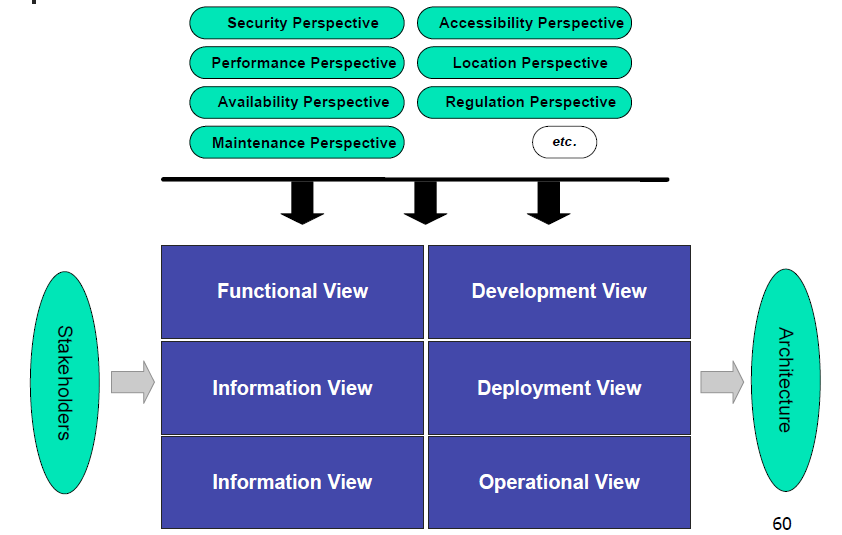 Security Perspective
Accessibility Perspective
Performance Perspective
Location Perspective
Availability Perspective
Regulation Perspective
Maintenance Perspective
etc.
Functional View
Development View
Stakeholders
Information View
Deployment View
Architecture
Information View
Operational View
60